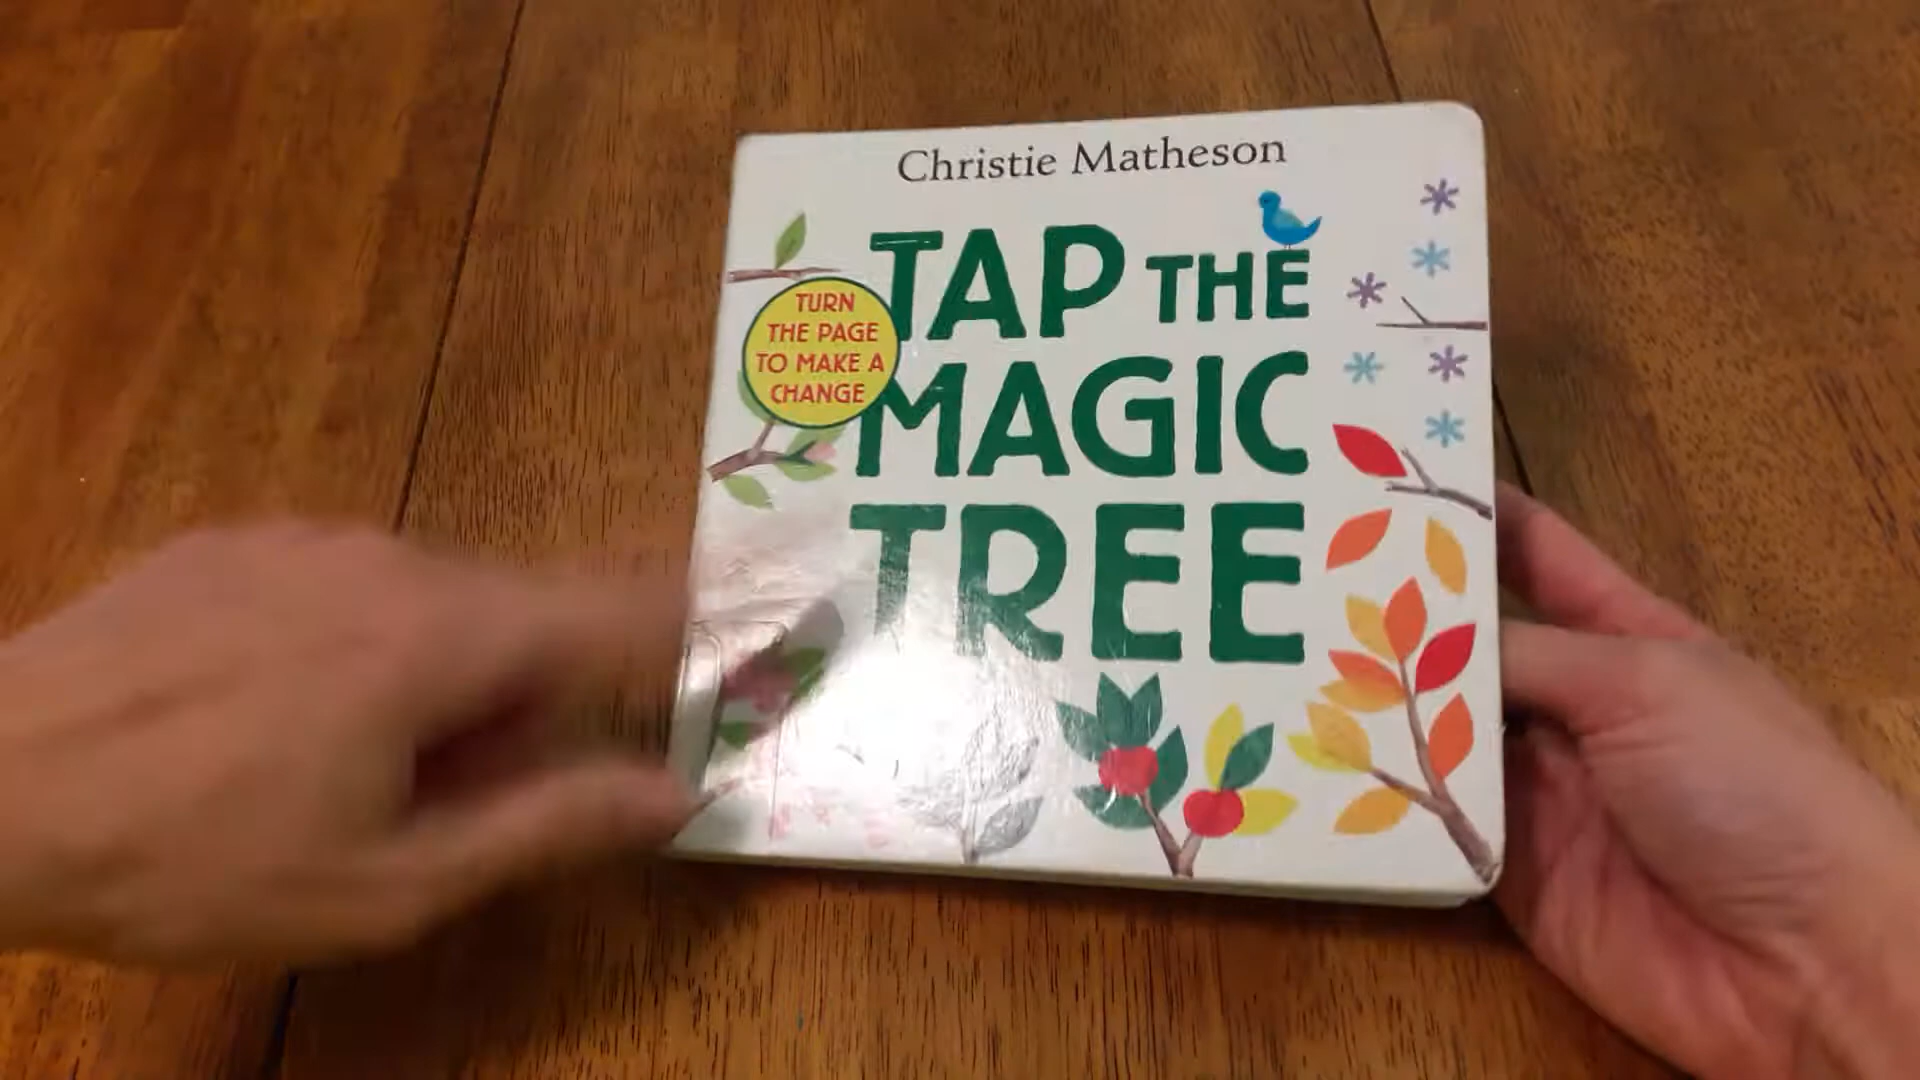 Christie Matheson
TAP THE
MAGIC
TREE
TURN
THE PAGE
TO MAKE A
CHANGE